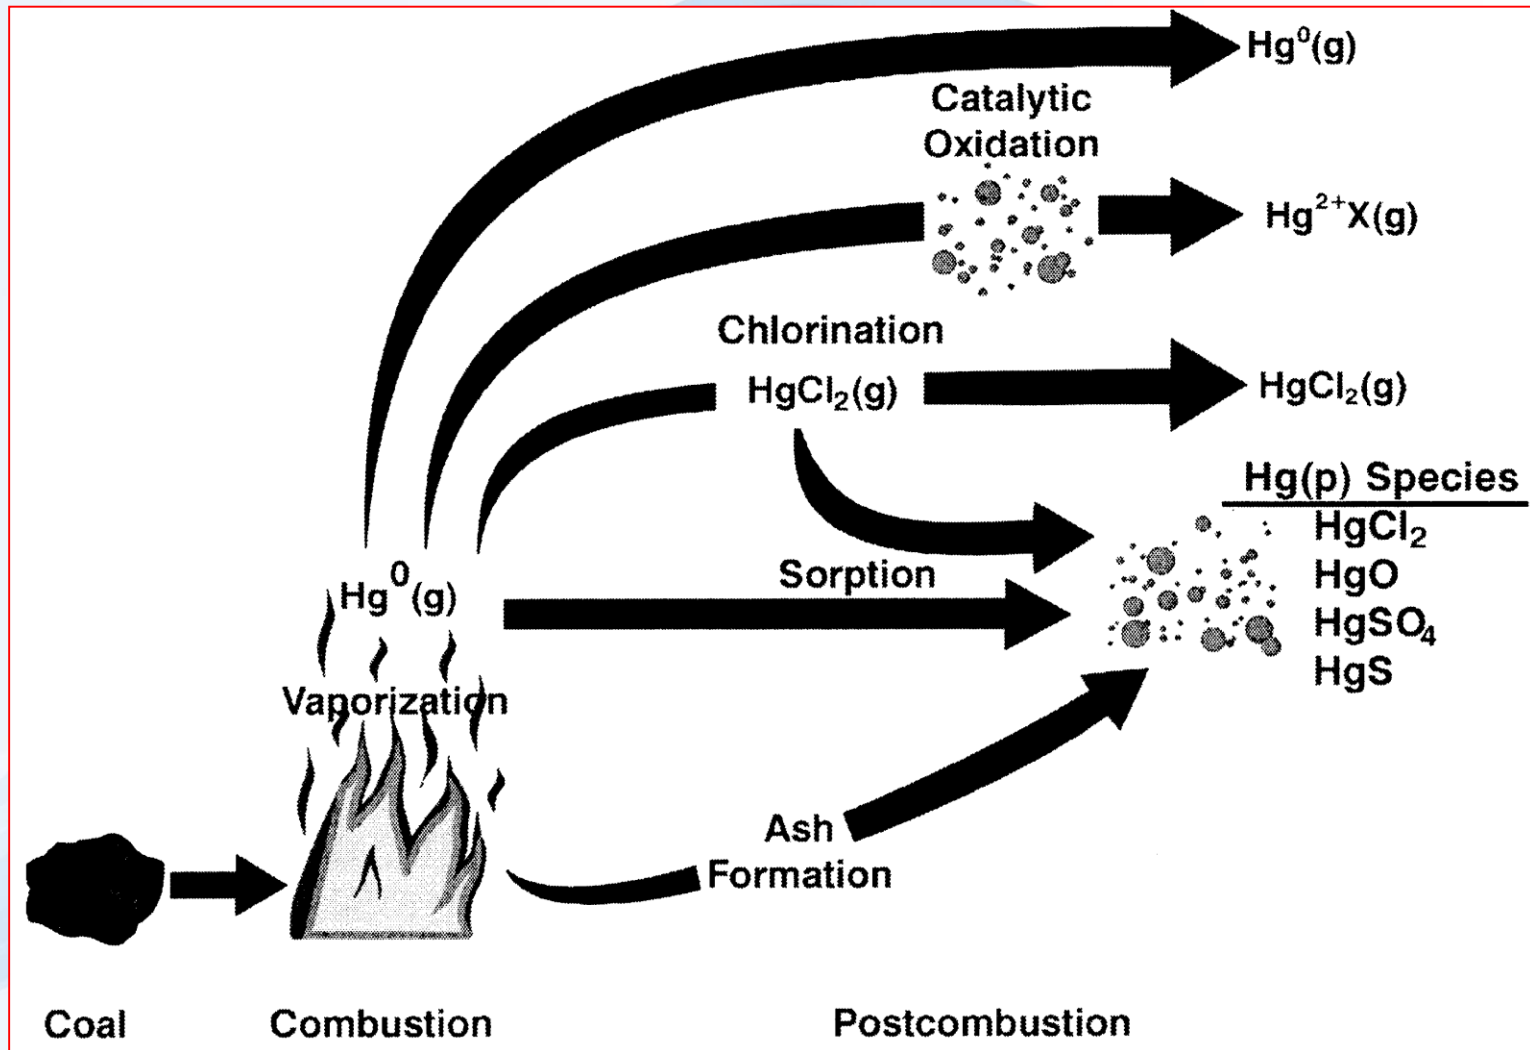 Hg⁰(g)
Catalytic
Oxidation
Hg²⁺X(g)
Chlorination
HgCl₂(g)
HgCl₂(g)
Hg(p) Species
HgCl₂
HgO
HgSO₄
HgS
Sorption
Hg⁰(g)
Vaporization
Ash
Formation
Coal
Combustion
Postcombustion